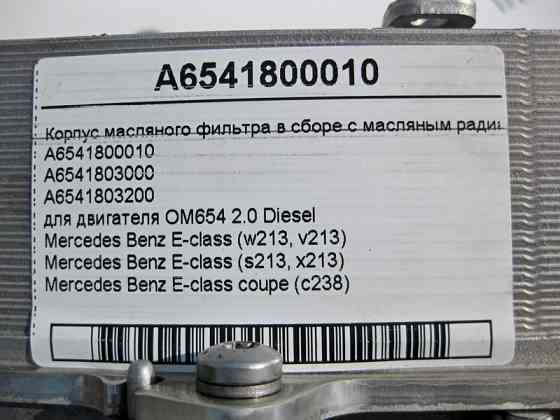 A6541800010
Корпус масляного фильтра в сборе с масляным
A6541800010
A6541803000
A6541803200
для двигателя OM654 2.0 Diesel
Mercedes Benz E-class (w213, v213)
Mercedes Benz E-class (s213, x213)
Mercedes Benz E-class coupe (c238)